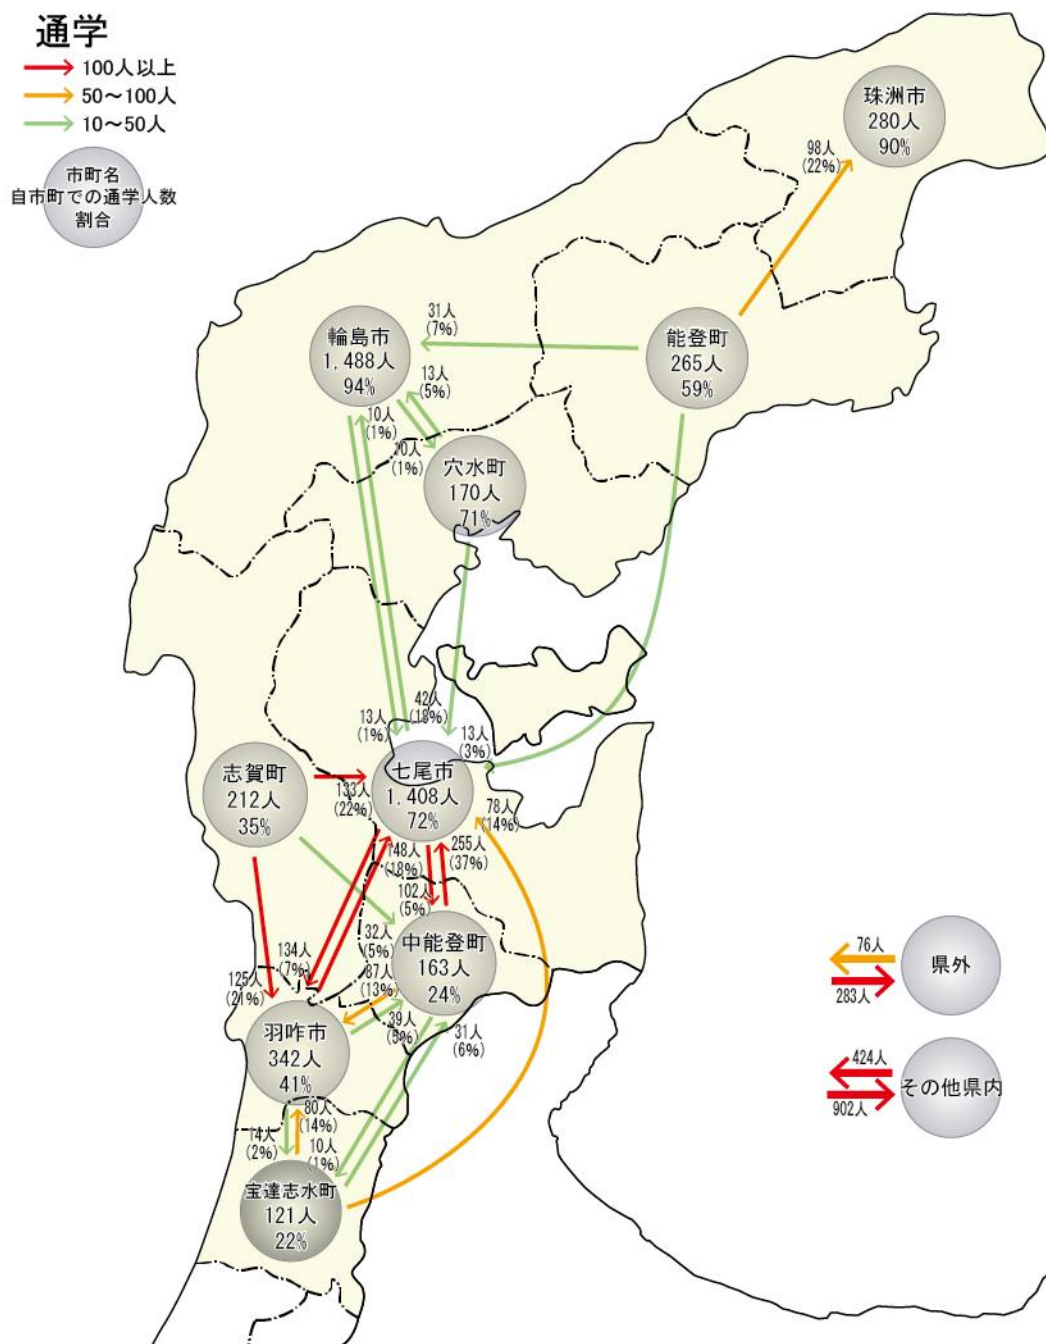 通学
100人以上
50～100人
10～50人
市町名
自市町での通学人数
割合
珠洲市
280人
90%
98人
(22%)
31人
(7%)
輪島市
1,488人
94%
能登町
265人
59%
13人
(5%)
10人
(1%)
10人
(1%)
穴水町
170人
71%
42人
(18%)
13人
(1%)
13人
(3%)
志賀町
212人
35%
133人
(22%)
七尾市
1,408人
72%
78人
(14%)
148人
(18%)
255人
(37%)
102人
(5%)
32人
(5%)
中能登町
163人
24%
134人
(7%)
125人
(21%)
87人
(13%)
39人
(5%)
31人
(6%)
羽咋市
342人
41%
80人
(14%)
14人
(2%)
10人
(1%)
宝達志水町
121人
22%
76人
県外
283人
424人
その他県内
902人